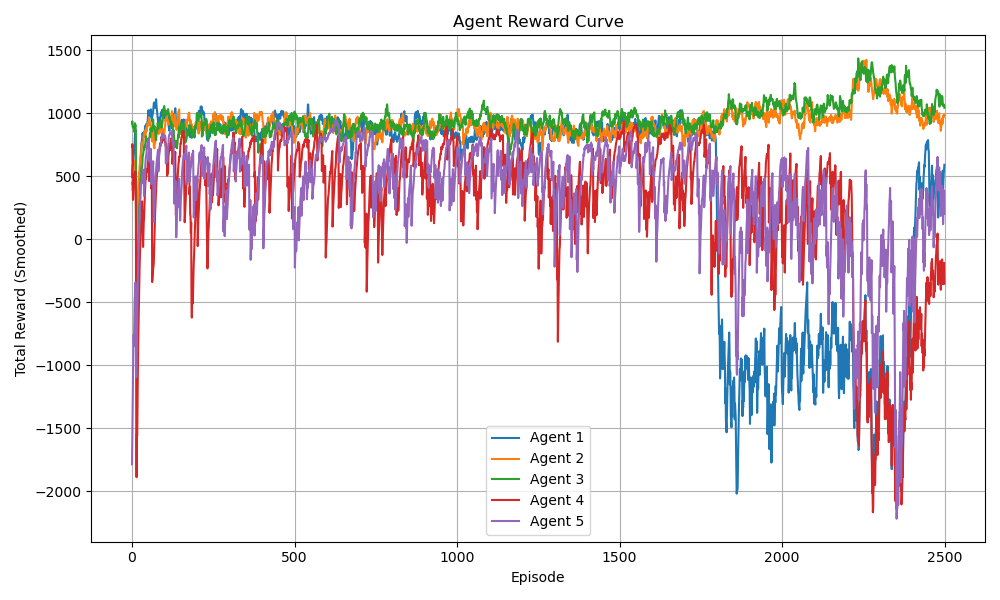 Agent Reward Curve
Total Reward (Smoothed)
1500
1000
500
0
−500
−1000
−1500
−2000
Agent 1
Agent 2
Agent 3
Agent 4
Agent 5
0 500 1000 1500 2000 2500
Episode